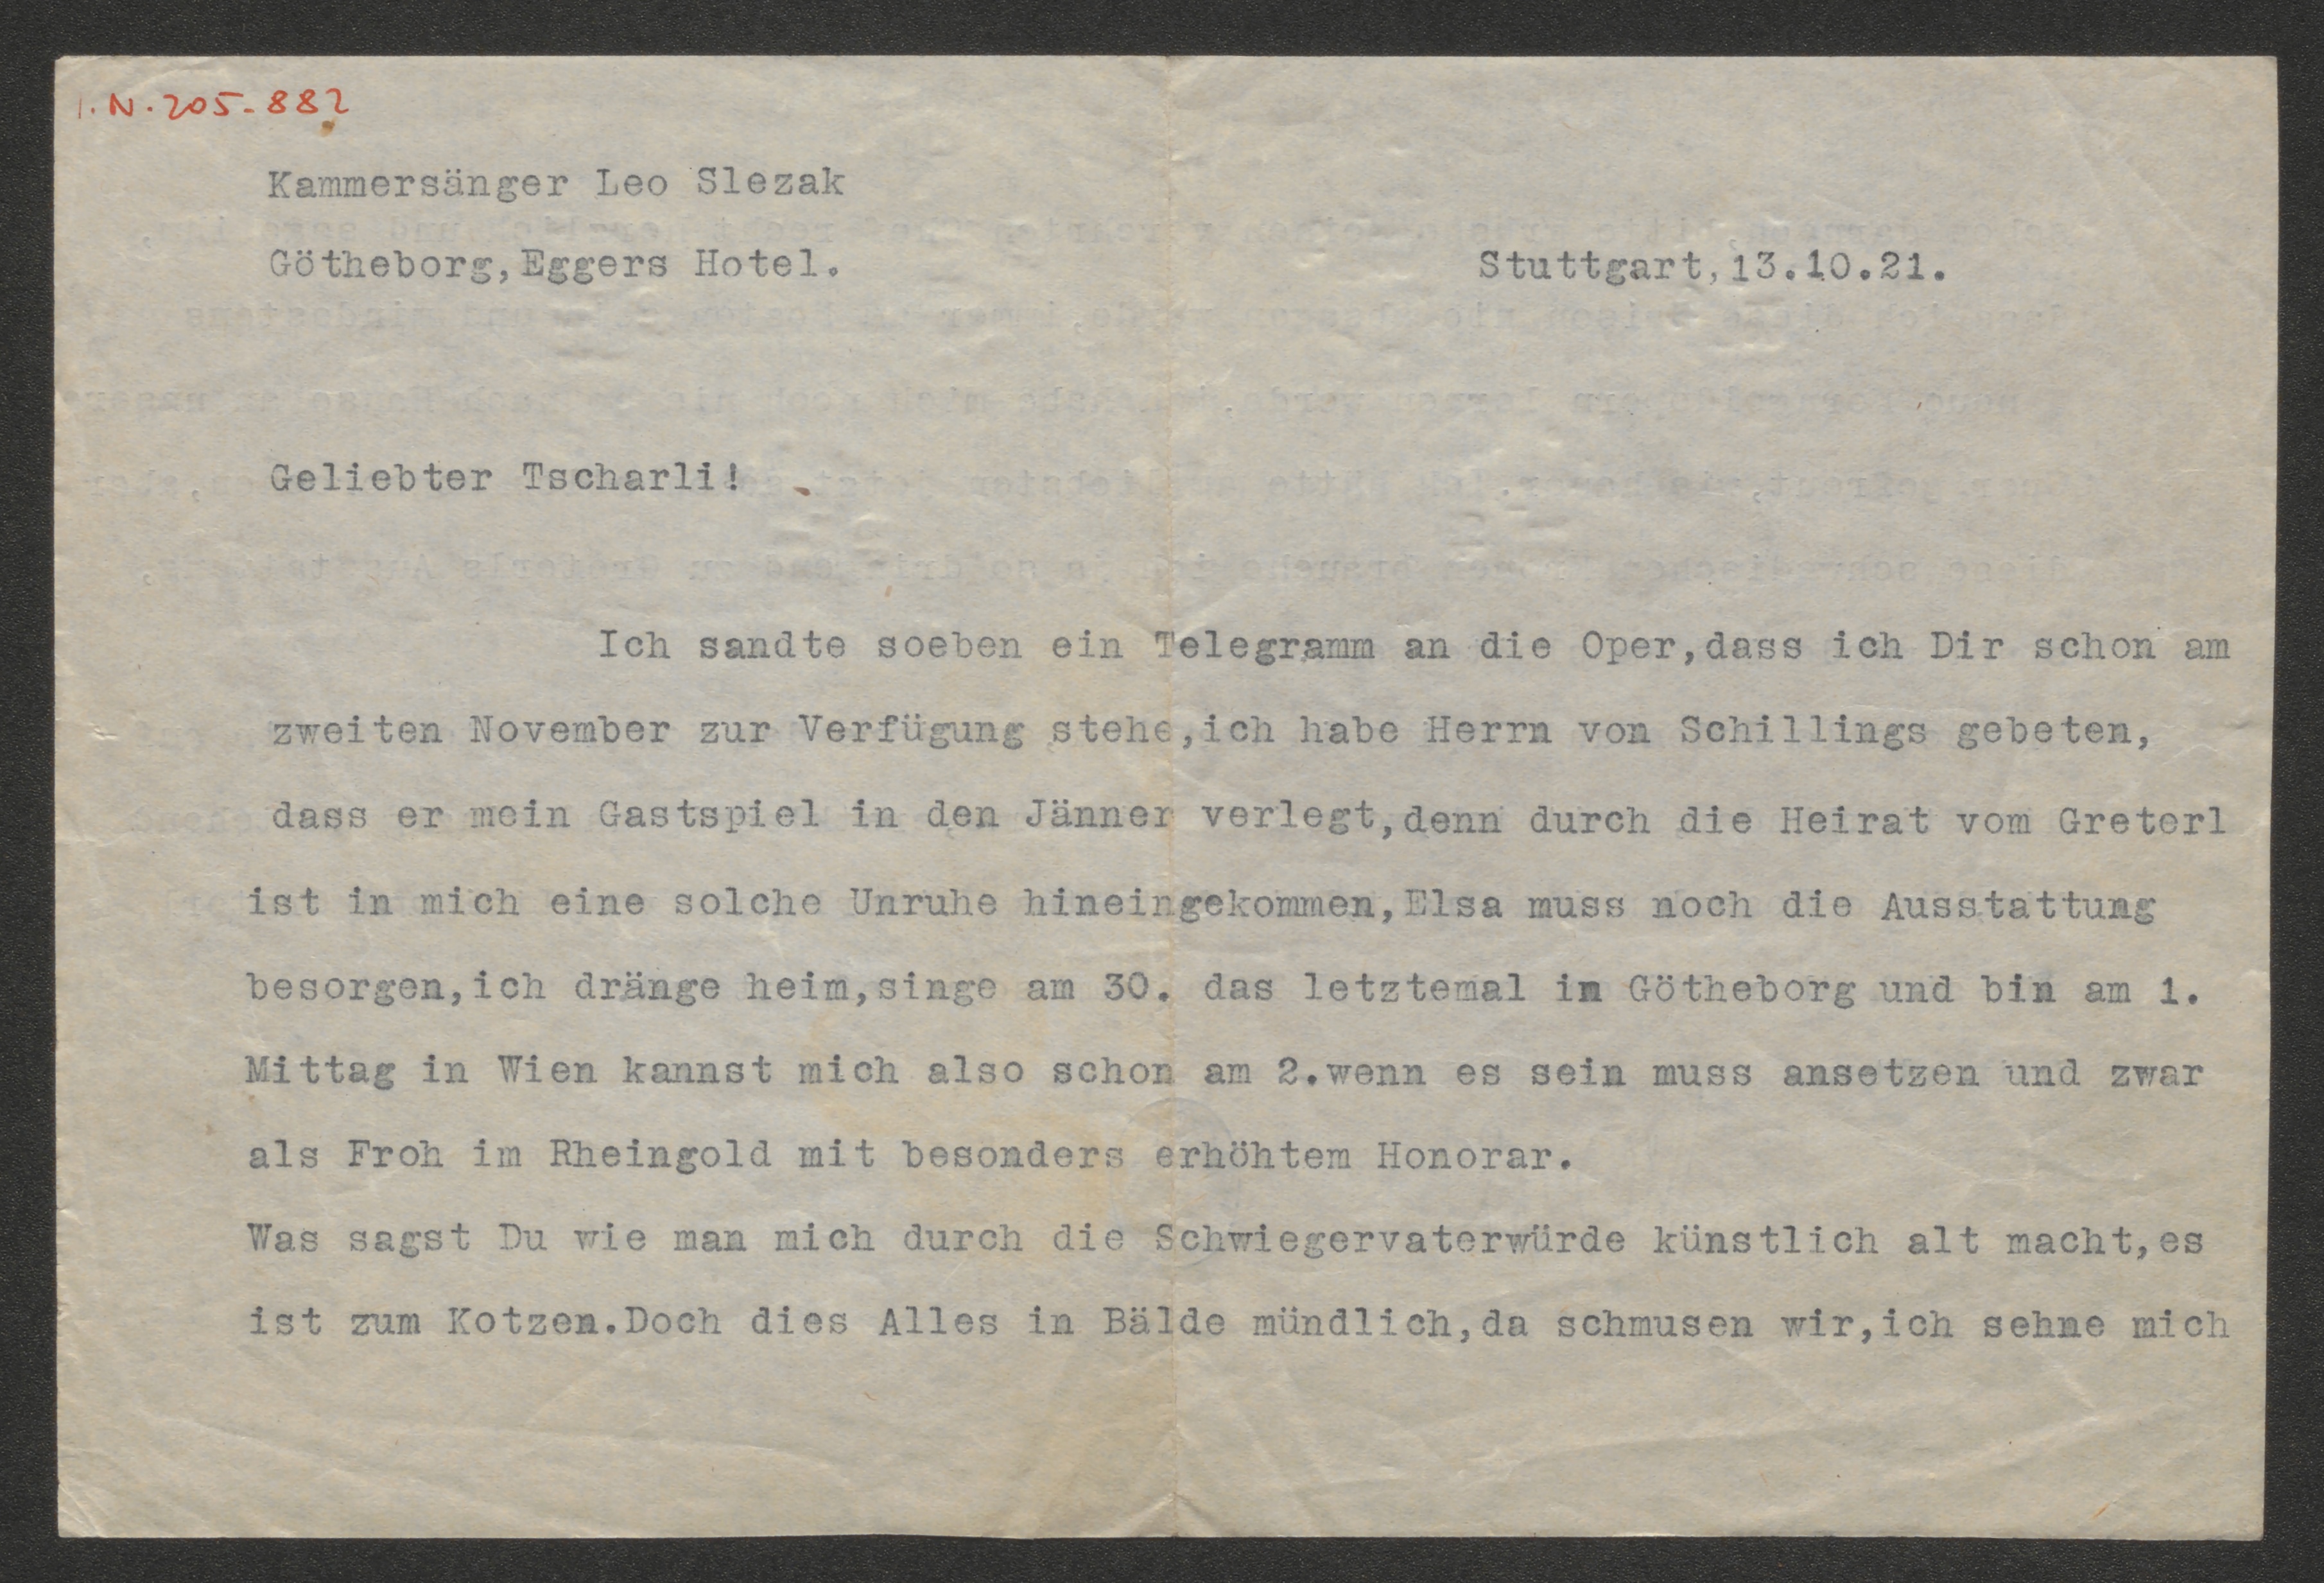 I.N.205.882
Kammersänger Leo Slezak
Götheborg,Eggers Hotel.
Stuttgart,13.10.21.
Geliebter Tscharli!
Ich sandte soeben ein Telegramm an die Oper,dass ich Dir schon am
zweiten November zur Verfügung stehe,ich habe Herrn von Schillings gebeten,
dass er mein Gastspiel in den Jänner verlegt,denn durch die Heirat vom Greterl
ist in mich eine solche Unruhe hineingekommen,Elsa muss noch die Ausstattung
besorgen,ich dränge heim,singe am 30. das letztemal in Götheborg und bin am 1.
Mittag in Wien kannst mich also schon am 2.wenn es sein muss ansetzen und zwar
als Froh im Rheingold mit besonders erhöhtem Honorar.
Was sagst Du wie man mich durch die Schwiegervaterwürde künstlich alt macht,es
ist zum Kotzen.Doch dies Alles in Bälde mündlich,da schmusen wir,ich sehne mich